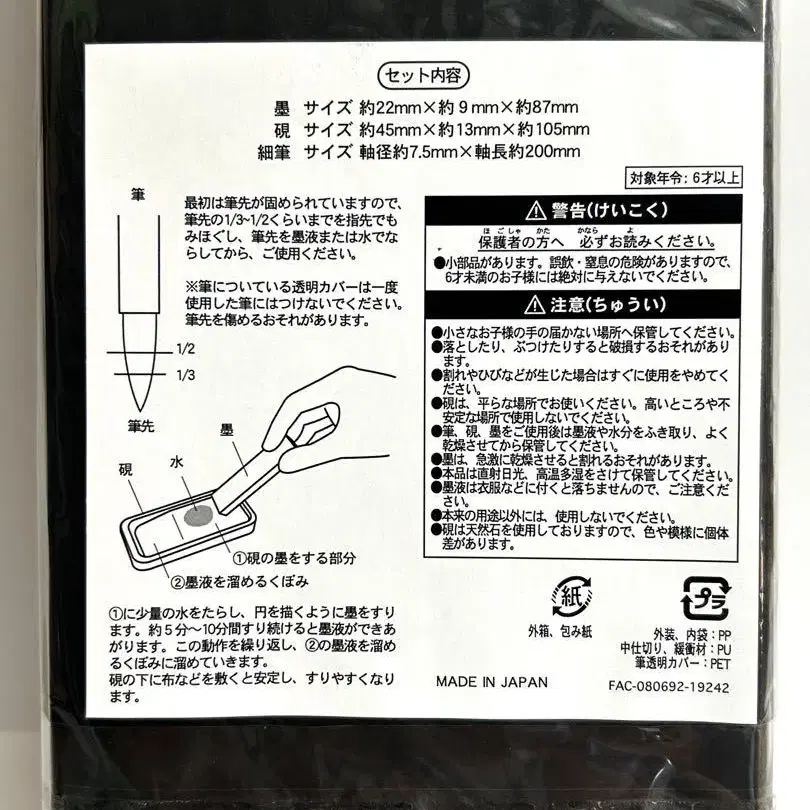 セット内容
墨 サイズ 約22mm×約9mm×約87mm
硯 サイズ 約45mm×約13mm×約105mm
細筆 サイズ 軸径約7.5mm×軸長約200mm
対象年令:6才以上
筆
1/2
1/3
筆先
最初は筆先が固められていますので、
筆先の1/3~1/2くらいまでを指先でも
みほぐし、筆先を墨液または水でな
らしてから、ご使用ください。
※筆についている透明カバーは一度
使用した筆にはつけないでください。
筆先を傷めるおそれがあります。
墨
水
硯
①硯の墨をする部分
②墨液を溜めるくぼみ
①に少量の水をたらし、円を描くように墨をすり
ます。約5分〜10分間すり続けると墨液ができあ
がります。この動作を繰り返し、②の墨液を溜め
るくぼみに溜めていきます。
硯の下に布などを敷くと安定し、すりやすくなり
ます。
⚠警告(けいこく)
ほごしゃ かた かなら よ
保護者の方へ 必ずお読みください。
●小部品があります。誤飲・窒息の危険がありますので、
6才未満のお子様には絶対に与えないでください。
⚠注意(ちゅうい)
●小さなお子様の手の届かない場所へ保管してください。
●落としたり、ぶつけたりすると破損するおそれがあり
ます。
●割れやひびなどが生じた場合はすぐに使用をやめてく
ださい。
●硯は、平らな場所でお使いください。高いところや不
安定な場所で使用しないでください。
●筆、硯、墨をご使用後は墨液や水分をふき取り、よく
乾燥させてから保管してください。
●墨は、急激に乾燥させると割れるおそれがあります。
●本品は直射日光、高温多湿をさけて保管してください。
●墨液は衣服などに付くと落ちませんので、ご注意くだ
さい。
●本来の用途以外には、使用しないでください。
●硯は天然石を使用しておりますので、色や模様に個体
差があります。
紙
外箱、包み紙
プラ
外装、内袋:PP
中仕切り、緩衝材:PU
筆透明カバー:PET
MADE IN JAPAN
FAC-080692-19242